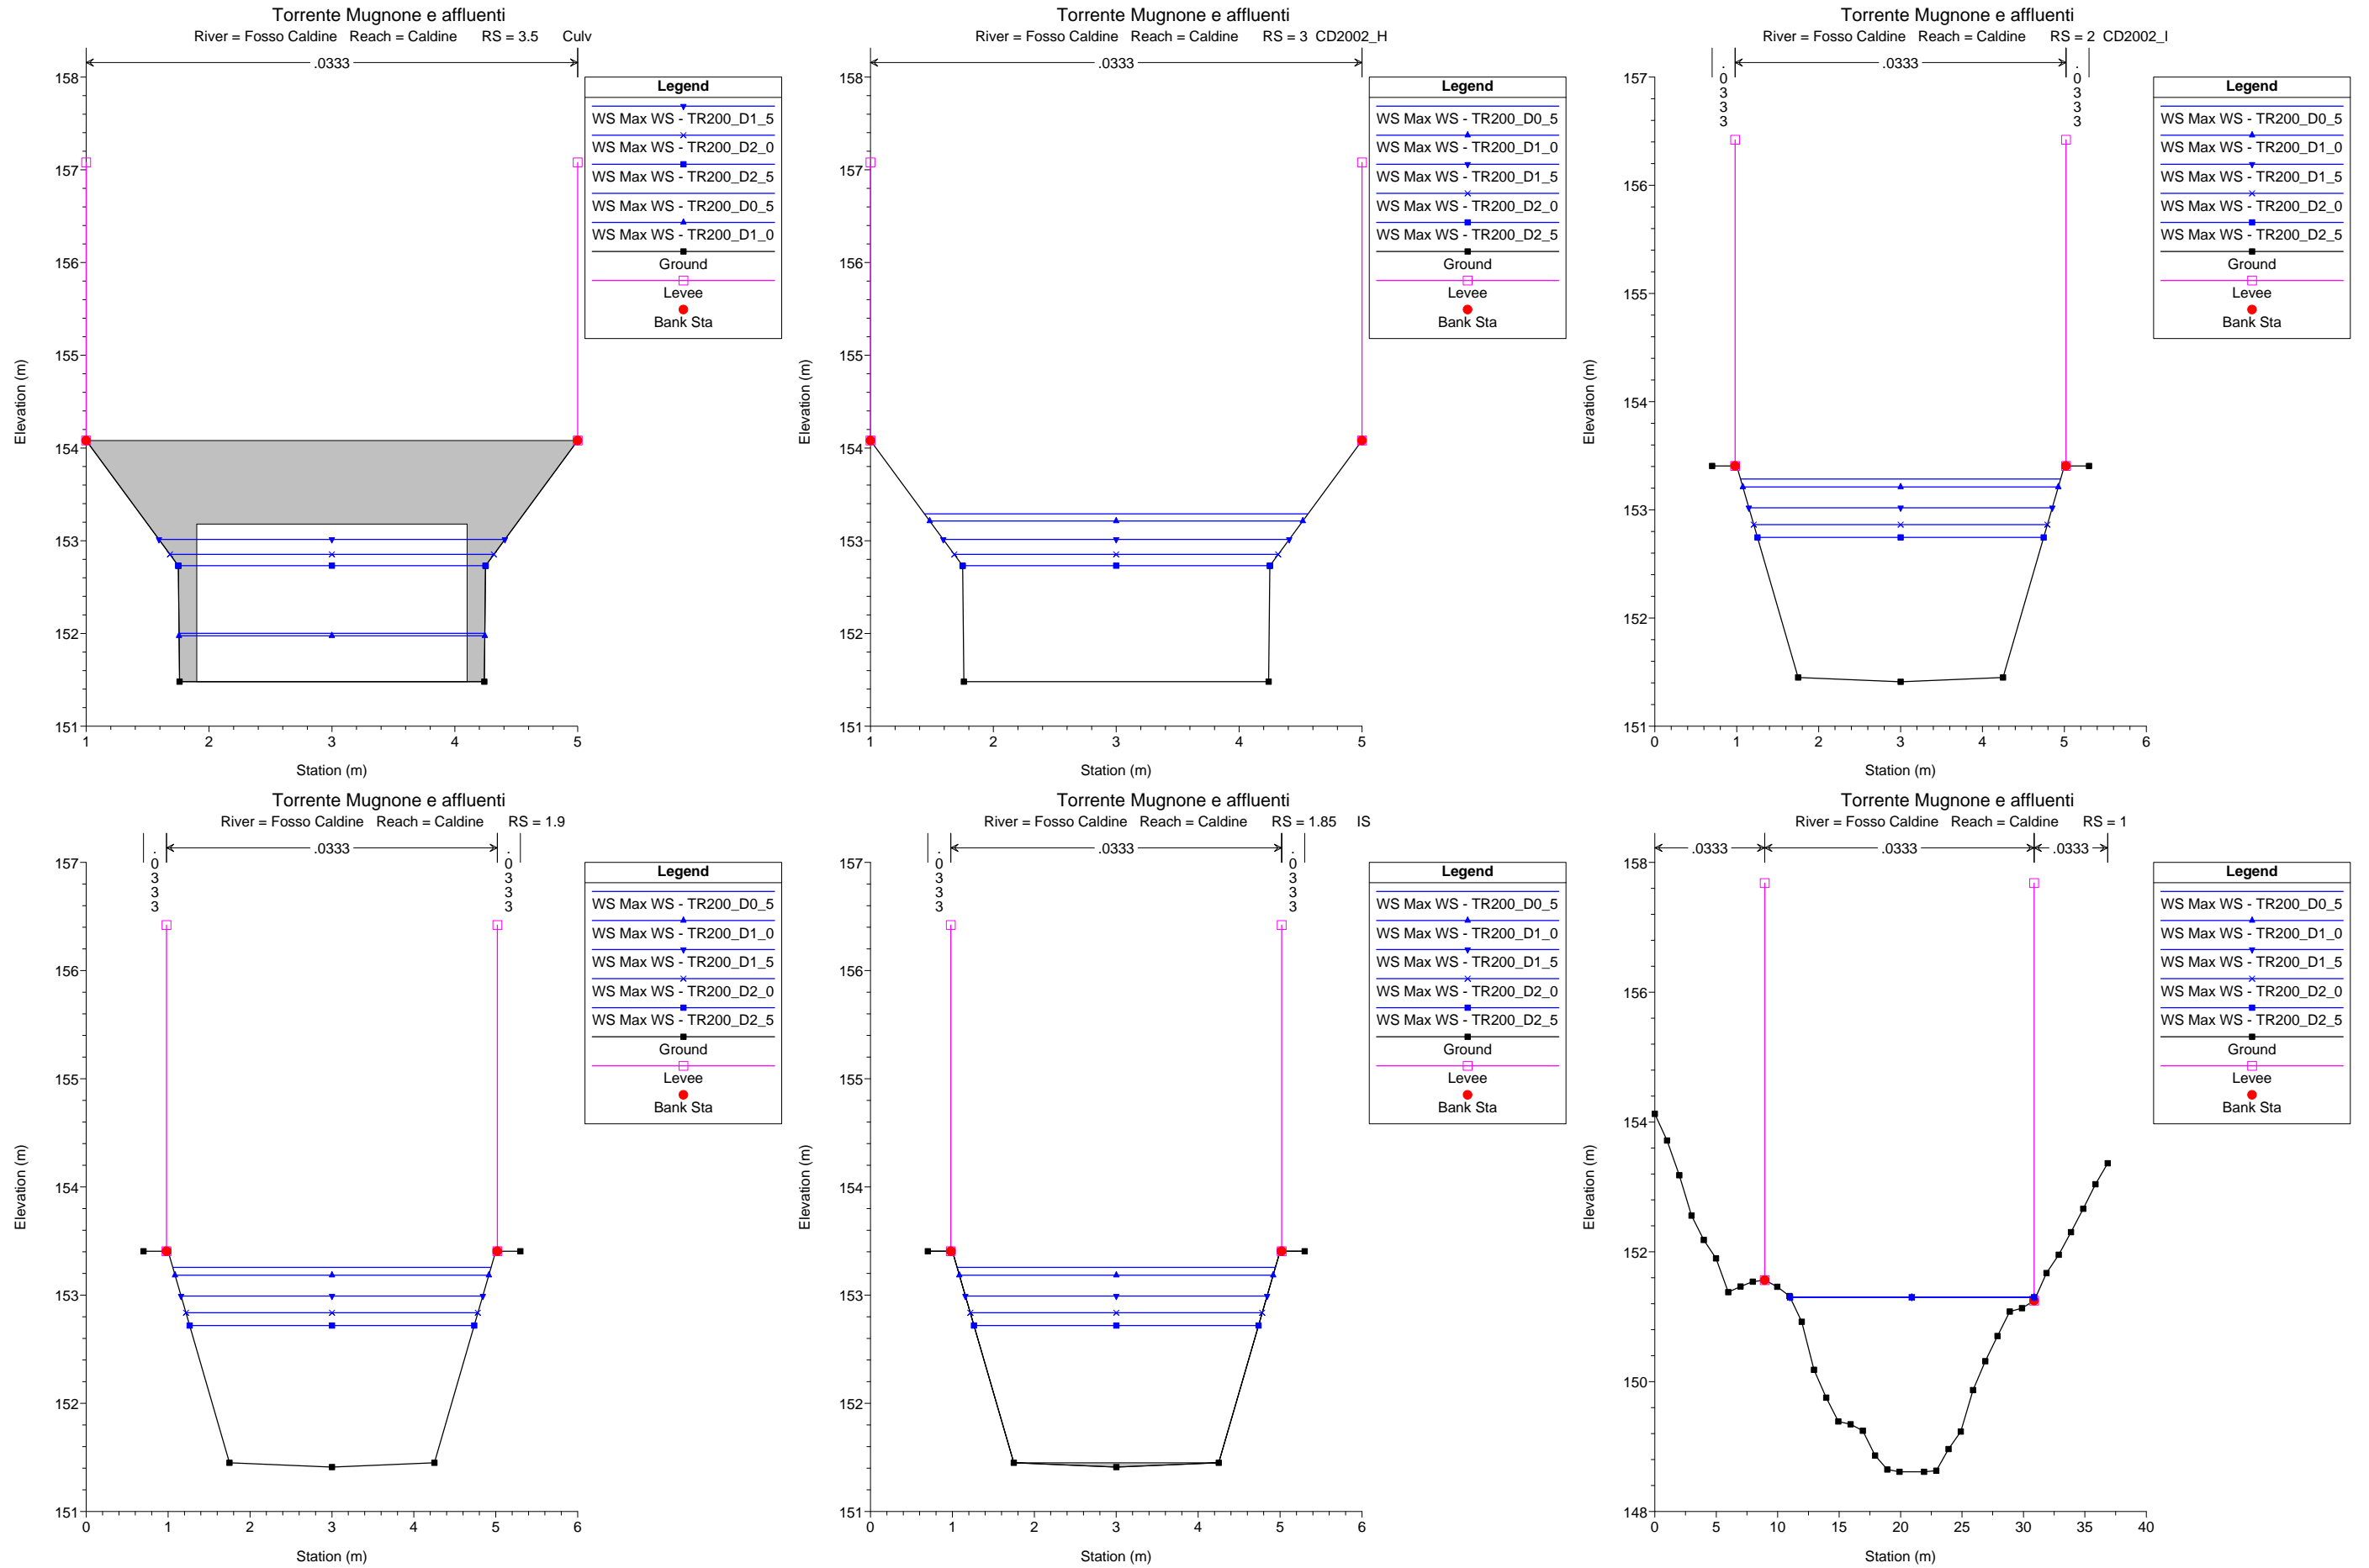 Torrente Mugnone e affluenti
River = Fosso Caldine Reach = Caldine RS = 3.5 Culv
.0333
Elevation (m)
158
157
156
155
154
153
152
151
1
2
3
4
5
Station (m)
Legend
WS Max WS - TR200_D1_5
WS Max WS - TR200_D2_0
WS Max WS - TR200_D2_5
WS Max WS - TR200_D0_5
WS Max WS - TR200_D1_0
Ground
Levee
Bank Sta
Torrente Mugnone e affluenti
River = Fosso Caldine Reach = Caldine RS = 3 CD2002_H
.0333
Elevation (m)
158
157
156
155
154
153
152
151
1
2
3
4
5
Station (m)
Legend
WS Max WS - TR200_D0_5
WS Max WS - TR200_D1_0
WS Max WS - TR200_D1_5
WS Max WS - TR200_D2_0
WS Max WS - TR200_D2_5
Ground
Levee
Bank Sta
Torrente Mugnone e affluenti
River = Fosso Caldine Reach = Caldine RS = 2 CD2002_I
.0333
.0333
.0333
Elevation (m)
157
156
155
154
153
152
151
0
1
2
3
4
5
6
Station (m)
Legend
WS Max WS - TR200_D0_5
WS Max WS - TR200_D1_0
WS Max WS - TR200_D1_5
WS Max WS - TR200_D2_0
WS Max WS - TR200_D2_5
Ground
Levee
Bank Sta
Torrente Mugnone e affluenti
River = Fosso Caldine Reach = Caldine RS = 1.9
.0333
.0333
.0333
Elevation (m)
157
156
155
154
153
152
151
0
1
2
3
4
5
6
Station (m)
Legend
WS Max WS - TR200_D0_5
WS Max WS - TR200_D1_0
WS Max WS - TR200_D1_5
WS Max WS - TR200_D2_0
WS Max WS - TR200_D2_5
Ground
Levee
Bank Sta
Torrente Mugnone e affluenti
River = Fosso Caldine Reach = Caldine RS = 1.85 IS
.0333
.0333
.0333
Elevation (m)
157
156
155
154
153
152
151
0
1
2
3
4
5
6
Station (m)
Legend
WS Max WS - TR200_D0_5
WS Max WS - TR200_D1_0
WS Max WS - TR200_D1_5
WS Max WS - TR200_D2_0
WS Max WS - TR200_D2_5
Ground
Levee
Bank Sta
Torrente Mugnone e affluenti
River = Fosso Caldine Reach = Caldine RS = 1
.0333
.0333
.0333
Elevation (m)
158
156
154
152
150
148
0
5
10
15
20
25
30
35
40
Station (m)
Legend
WS Max WS - TR200_D0_5
WS Max WS - TR200_D1_0
WS Max WS - TR200_D1_5
WS Max WS - TR200_D2_0
WS Max WS - TR200_D2_5
Ground
Levee
Bank Sta